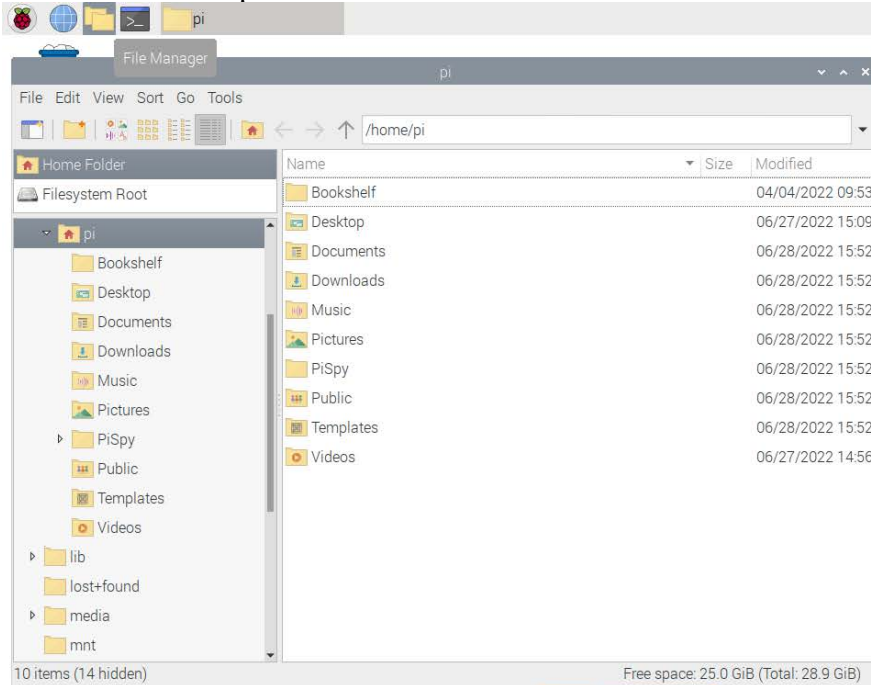 pi
File Manager
pi
File Edit View Sort Go Tools
/home/pi
Home Folder
Filesystem Root
pi
Bookshelf
Desktop
Documents
Downloads
Music
Pictures
PiSpy
Public
Templates
Videos
lib
lost+found
media
mnt
Name Size Modified
Bookshelf 04/04/2022 09:53
Desktop 06/27/2022 15:09
Documents 06/28/2022 15:52
Downloads 06/28/2022 15:52
Music 06/28/2022 15:52
Pictures 06/28/2022 15:52
PiSpy 06/28/2022 15:52
Public 06/28/2022 15:52
Templates 06/28/2022 15:52
Videos 06/27/2022 14:56
10 items (14 hidden) Free space: 25.0 GiB (Total: 28.9 GiB)